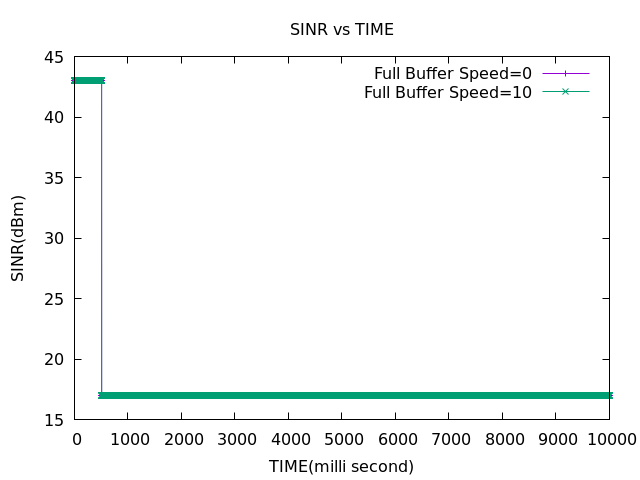 SINR vs TIME
Full Buffer Speed=0
Full Buffer Speed=10
SINR(dBm)
45
40
35
30
25
20
15
0 1000 2000 3000 4000 5000 6000 7000 8000 9000 10000
TIME(milli second)